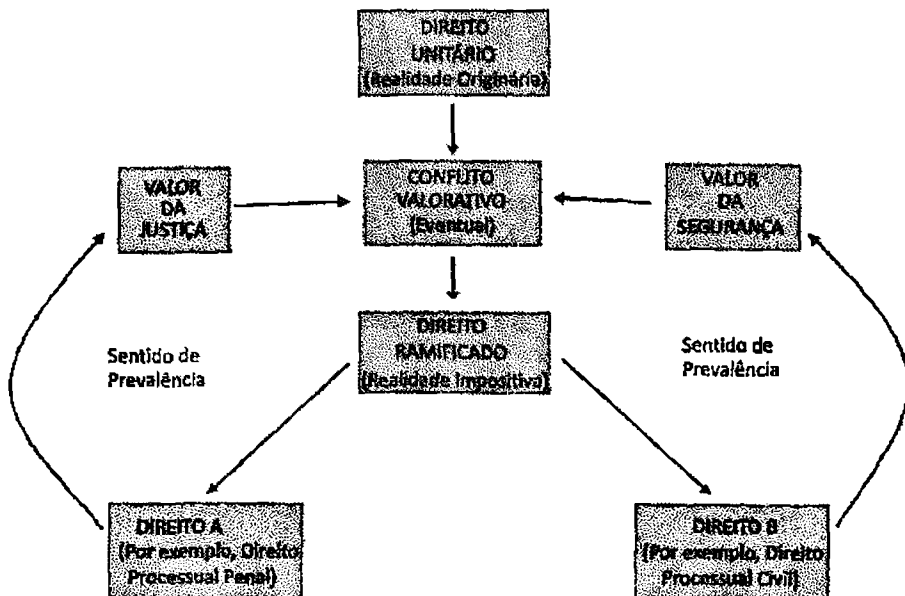 DIREITO
UNITÁRIO
(Realidade Originária)
VALOR
DA
JUSTIÇA
CONFLITO
VALORATIVO
(Eventual)
VALOR
DA
SEGURANÇA
DIREITO
RAMIFICADO
(Realidade Impositiva)
Sentido de
Prevalência
Sentido de
Prevalência
DIREITO A
(Por exemplo, Direito
Processual Penal)
DIREITO B
(Por exemplo, Direito
Processual Civil)